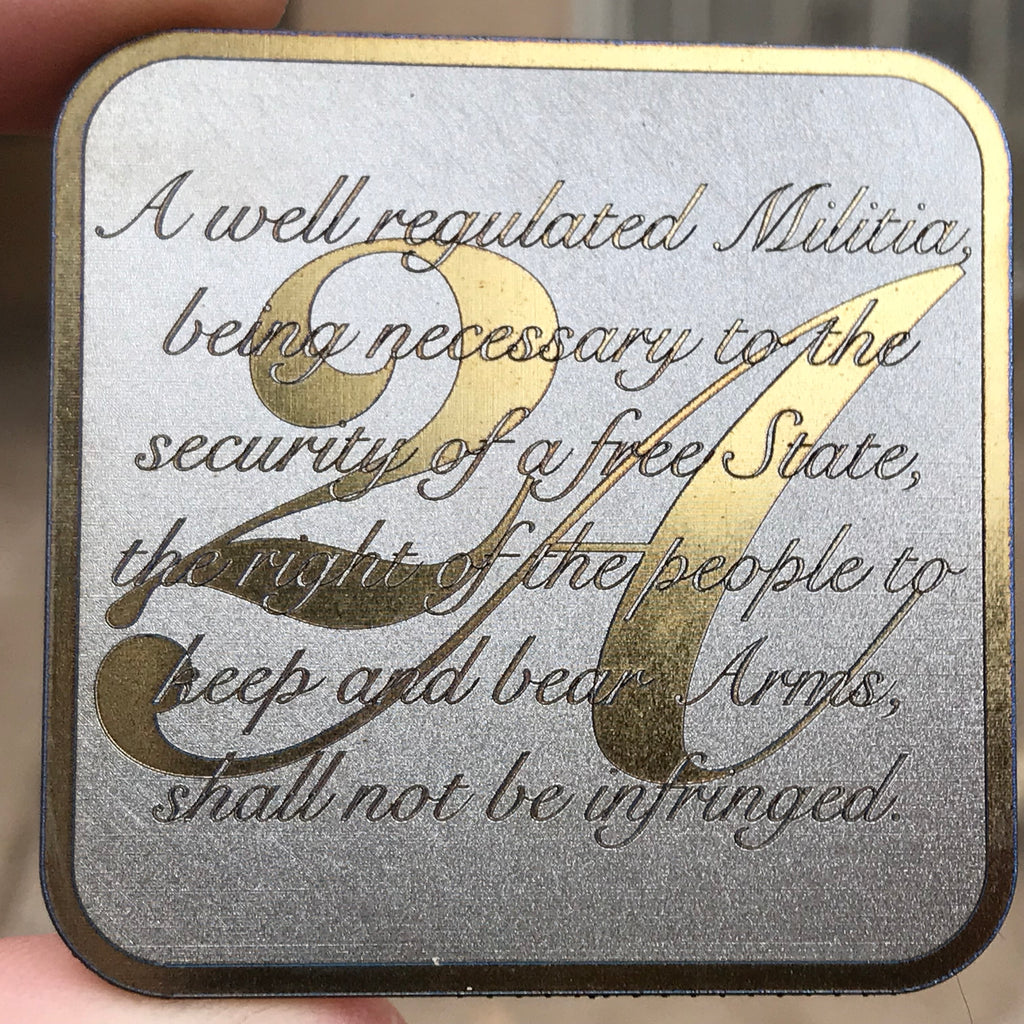 A well regulated Militia,
being necessary to the
security of a free State,
the right of the people to
keep and bear Arms,
shall not be infringed.
2A